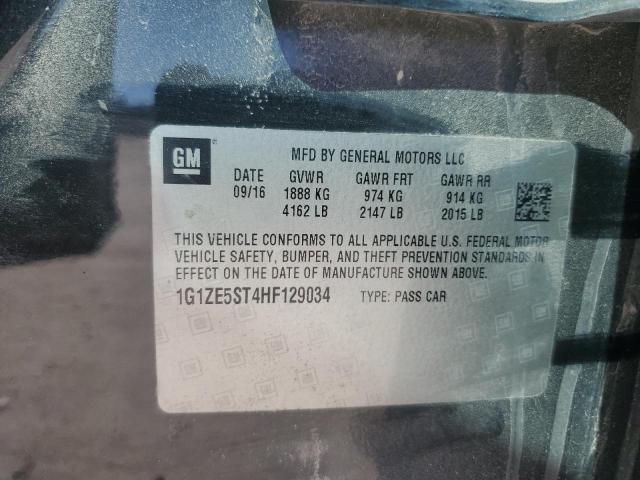 GM
MFD BY GENERAL MOTORS LLC
DATE GVWR GAWR FRT GAWR RR
09/16 1888 KG 974 KG 914 KG
4162 LB 2147 LB 2015 LB
THIS VEHICLE CONFORMS TO ALL APPLICABLE U.S. FEDERAL MOTOR
VEHICLE SAFETY, BUMPER, AND THEFT PREVENTION STANDARDS IN
EFFECT ON THE DATE OF MANUFACTURE SHOWN ABOVE.
1G1ZE5ST4HF129034 TYPE: PASS CAR